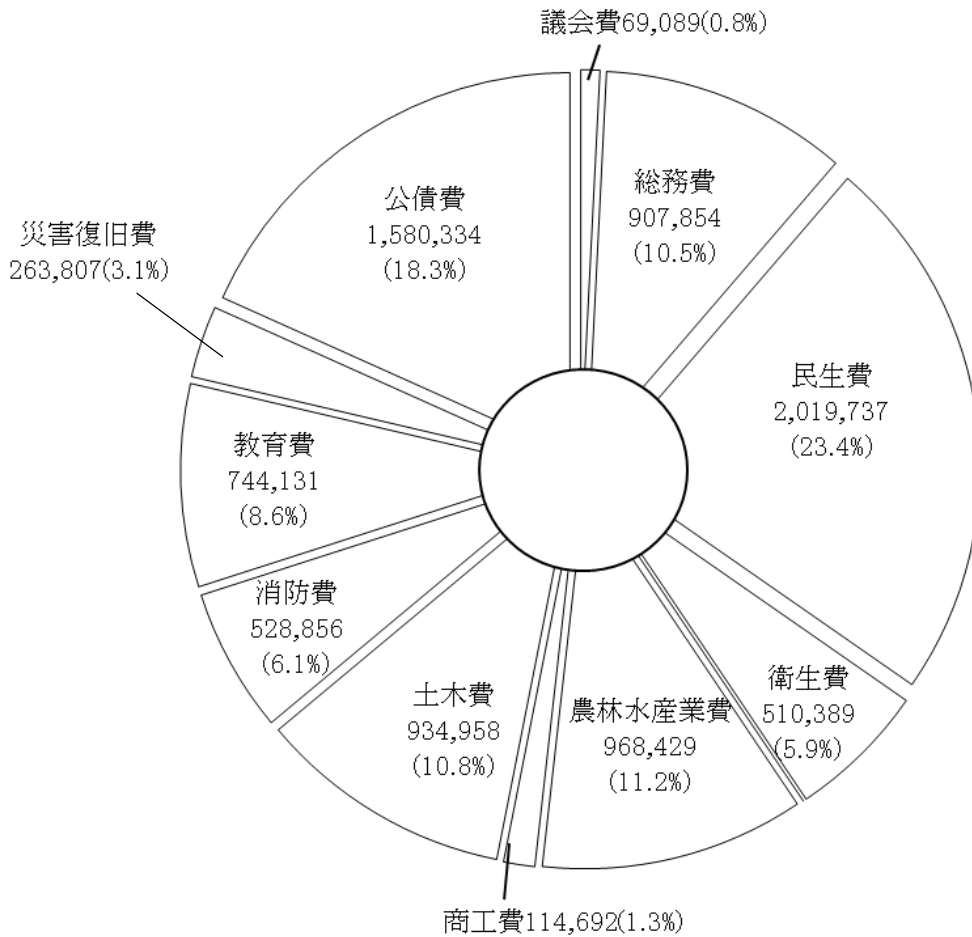 議会費69,089(0.8%)
総務費
907,854
(10.5%)
民生費
2,019,737
(23.4%)
衛生費
510,389
(5.9%)
農林水産業費
968,429
(11.2%)
商工費114,692(1.3%)
土木費
934,958
(10.8%)
消防費
528,856
(6.1%)
教育費
744,131
(8.6%)
災害復旧費
263,807(3.1%)
公債費
1,580,334
(18.3%)